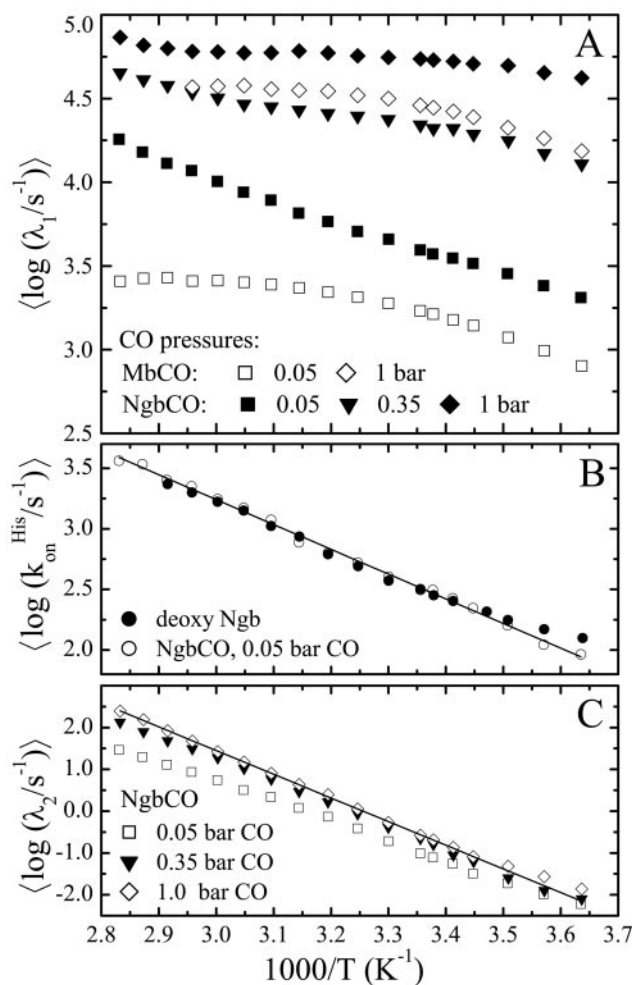 A
5.0
4.5
4.0
3.5
3.0
2.5
⟨log (λ₁/s⁻¹)⟩
CO pressures:
MbCO: □ 0.05 ◇ 1 bar
NgbCO: ■ 0.05 ▼ 0.35 ◆ 1 bar
B
3.5
3.0
2.5
2.0
⟨log (k_on^His/s⁻¹)⟩
● deoxy Ngb
○ NgbCO, 0.05 bar CO
C
2.0
1.0
0.0
-1.0
-2.0
⟨log (λ₂/s⁻¹)⟩
NgbCO
□ 0.05 bar CO
▼ 0.35 bar CO
◇ 1.0 bar CO
2.8 2.9 3.0 3.1 3.2 3.3 3.4 3.5 3.6 3.7
1000/T (K⁻¹)